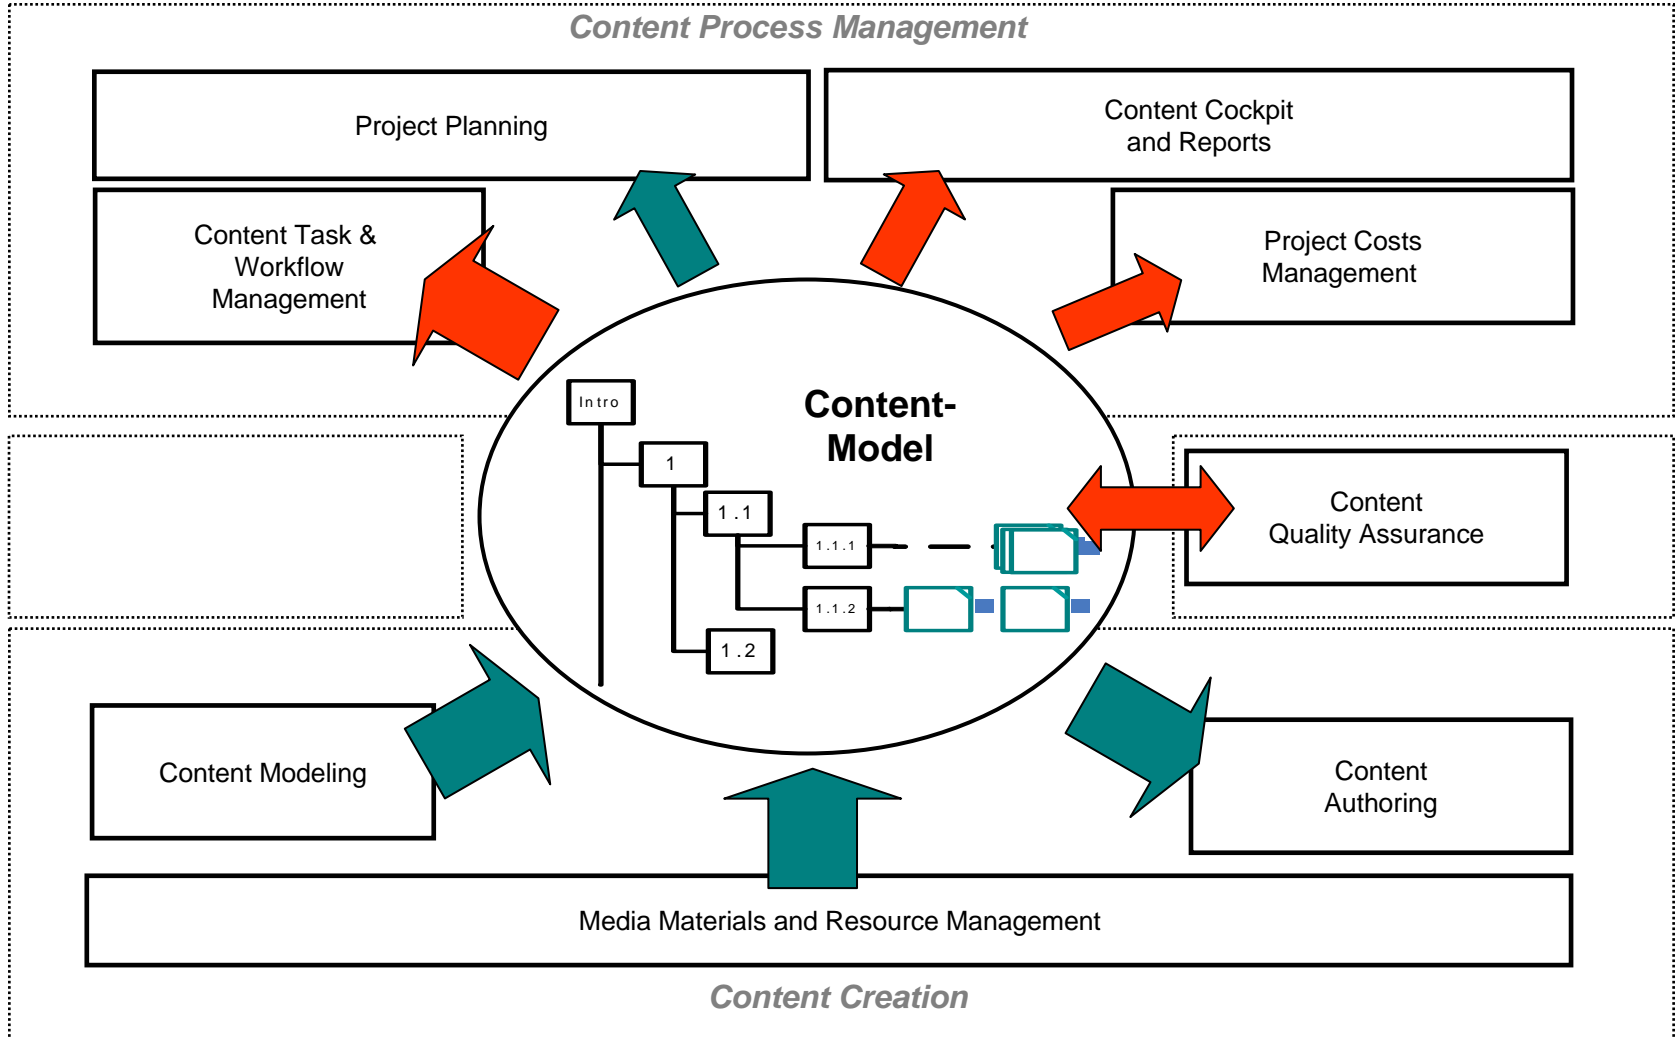 Content Process Management
Project Planning
Content Cockpit
and Reports
Content Task &
Workflow
Management
Project Costs
Management
Content-
Model
Intro
1
1.1
1.1.1
1.1.2
1.2
Content
Quality Assurance
Content Modeling
Content
Authoring
Media Materials and Resource Management
Content Creation